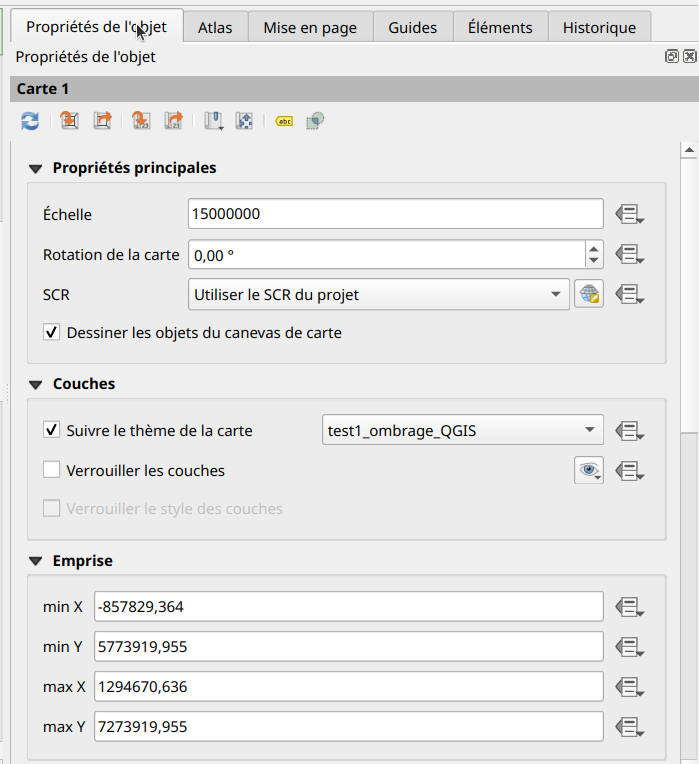 Propriétés de l'objet Atlas Mise en page Guides Éléments Historique
Propriétés de l'objet
Carte 1
Propriétés principales
Échelle 15000000
Rotation de la carte 0,00 °
SCR Utiliser le SCR du projet
Dessiner les objets du canevas de carte
Couches
Suivre le thème de la carte test1_ombrage_QGIS
Verrouiller les couches
Verrouiller le style des couches
Emprise
min X -857829,364
min Y 5773919,955
max X 1294670,636
max Y 7273919,955